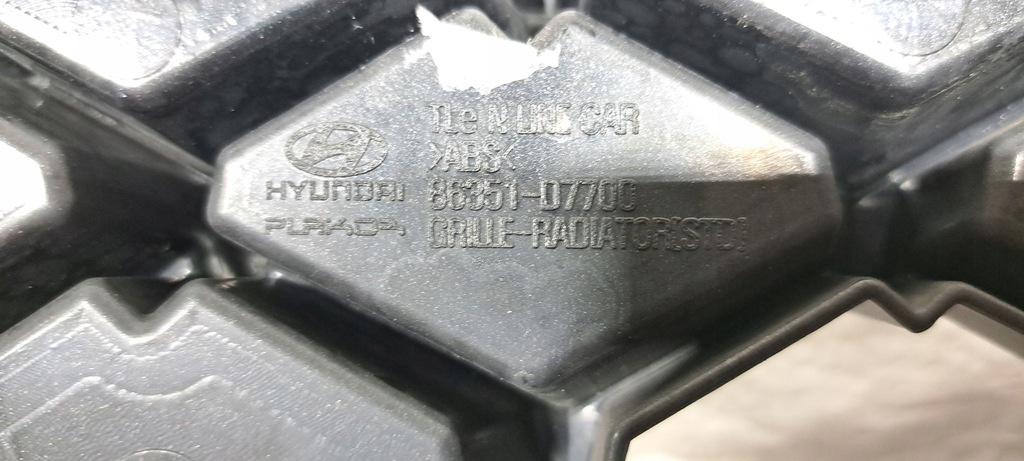 TLe N LINE CAR
>ABS<
HYUNDAI
86351-D7700
PLAKOR
GRILLE-RADIATOR(STD)